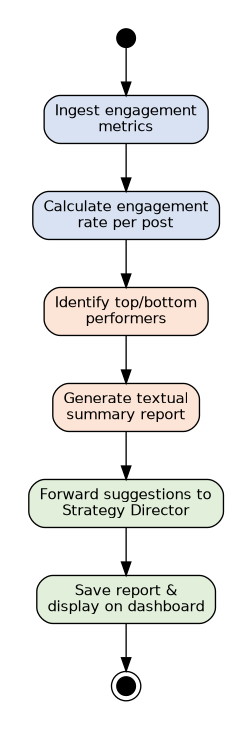 Ingest engagement
metrics
Calculate engagement
rate per post
Identify top/bottom
performers
Generate textual
summary report
Forward suggestions to
Strategy Director
Save report &
display on dashboard